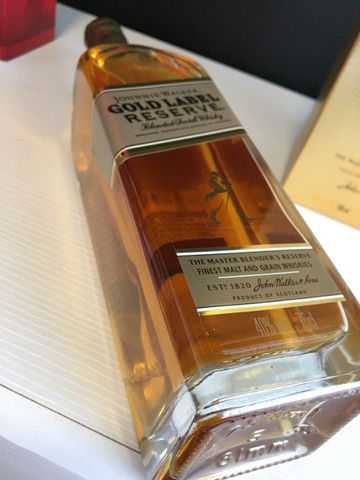 JOHNNIE WALKER
GOLD LABEL
RESERVE
Blended Scotch Whisky
THE MASTER BLENDER'S RESERVE
FINEST MALT AND GRAIN WHISKIES
ESTD 1820 John Walker & Sons
PRODUCT OF SCOTLAND
40%